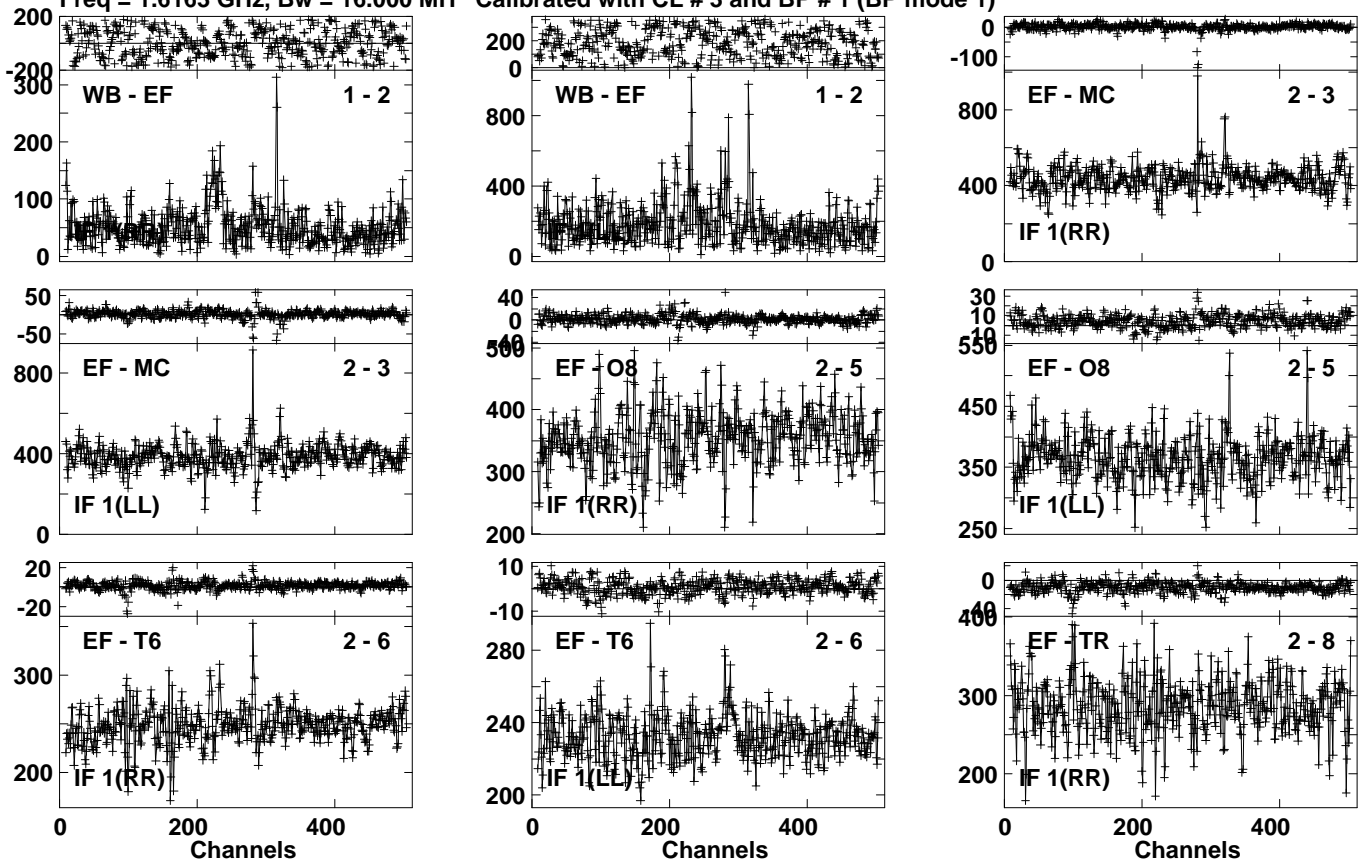 Freq = 1.6163 GHz, Bw = 16.000 MH Calibrated with CL # 3 and BP # 1 (BP mode 1)
200
-200
300
200
100
0
WB - EF 1 - 2
200
0
800
400
0
WB - EF 1 - 2
0
-100
800
400
0
EF - MC 2 - 3
IF 1(RR)
50
-50
800
400
0
EF - MC 2 - 3
IF 1(LL)
40
0
-40
500
400
300
200
EF - O8 2 - 5
IF 1(RR)
30
10
-10
550
450
350
250
EF - O8 2 - 5
IF 1(LL)
20
-20
300
200
EF - T6 2 - 6
IF 1(RR)
0 200 400
Channels
10
-10
280
240
200
EF - T6 2 - 6
IF 1(LL)
0 200 400
Channels
0
-40
400
300
200
EF - TR 2 - 8
IF 1(RR)
0 200 400
Channels